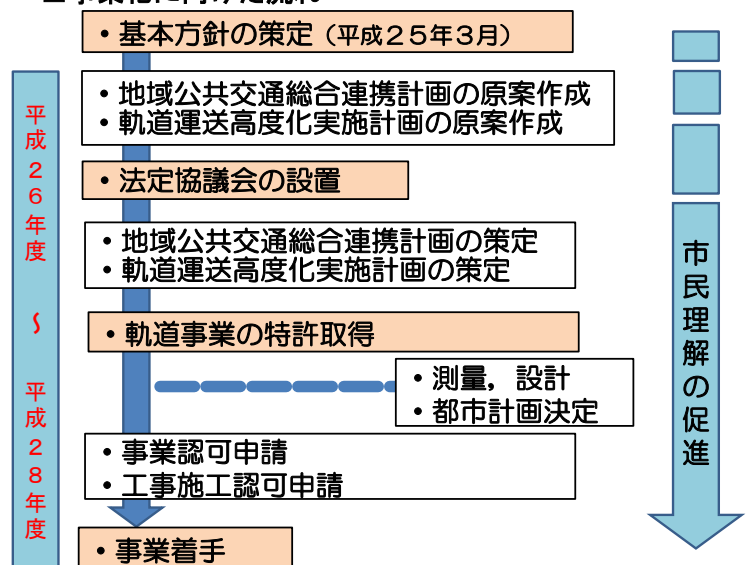 ・基本方針の策定（平成２５年３月）
・地域公共交通総合連携計画の原案作成
・軌道運送高度化実施計画の原案作成
・法定協議会の設置
・地域公共交通総合連携計画の策定
・軌道運送高度化実施計画の策定
・軌道事業の特許取得
・測量，設計
・都市計画決定
・事業認可申請
・工事施工認可申請
・事業着手
平成２６年度～平成２８年度
市民理解の促進